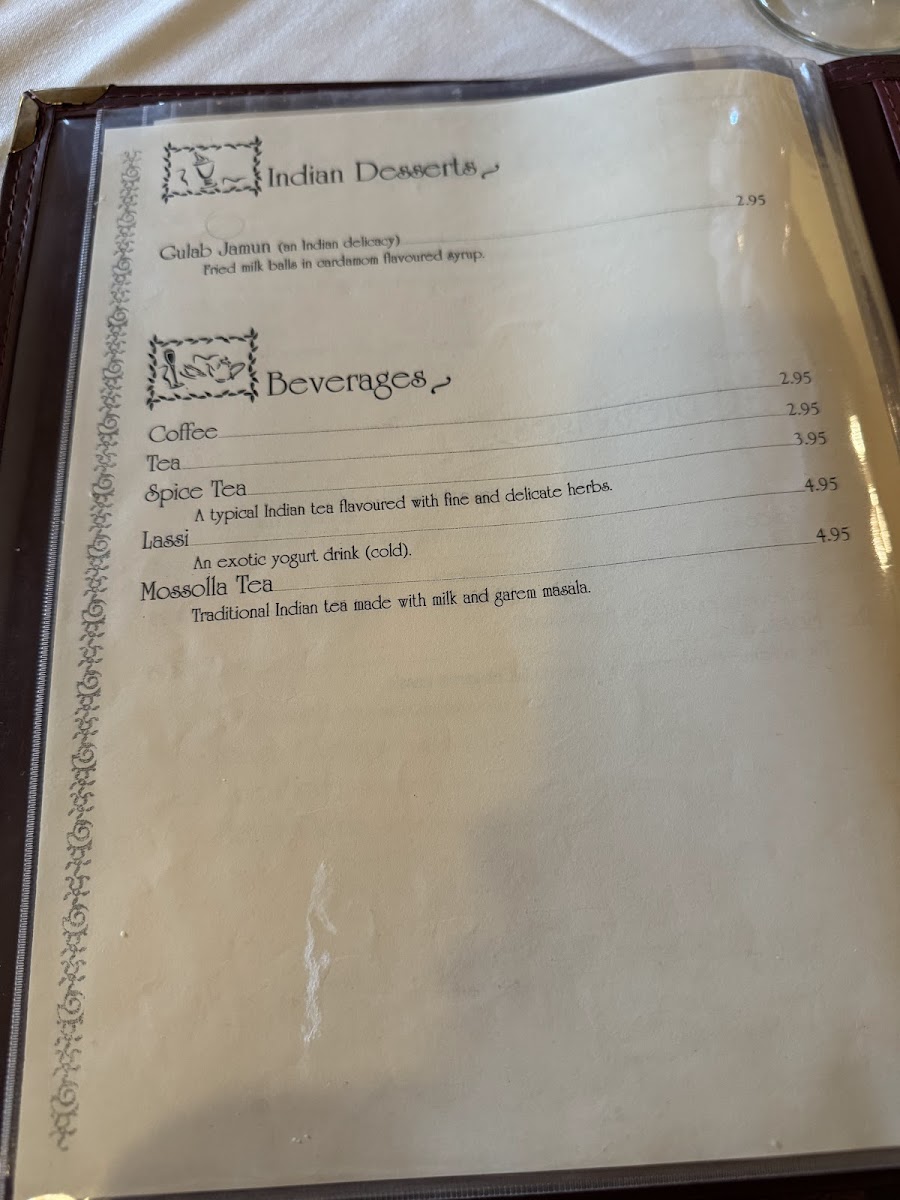 Indian Desserts
Gulab Jamun (an Indian delicacy) 2.95
Fried milk balls in cardamom flavoured syrup.
Beverages
Coffee 2.95
Tea 2.95
Spice Tea 3.95
A typical Indian tea flavoured with fine and delicate herbs.
Lassi 4.95
An exotic yogurt drink (cold).
Mossolla Tea 4.95
Traditional Indian tea made with milk and garem masala.